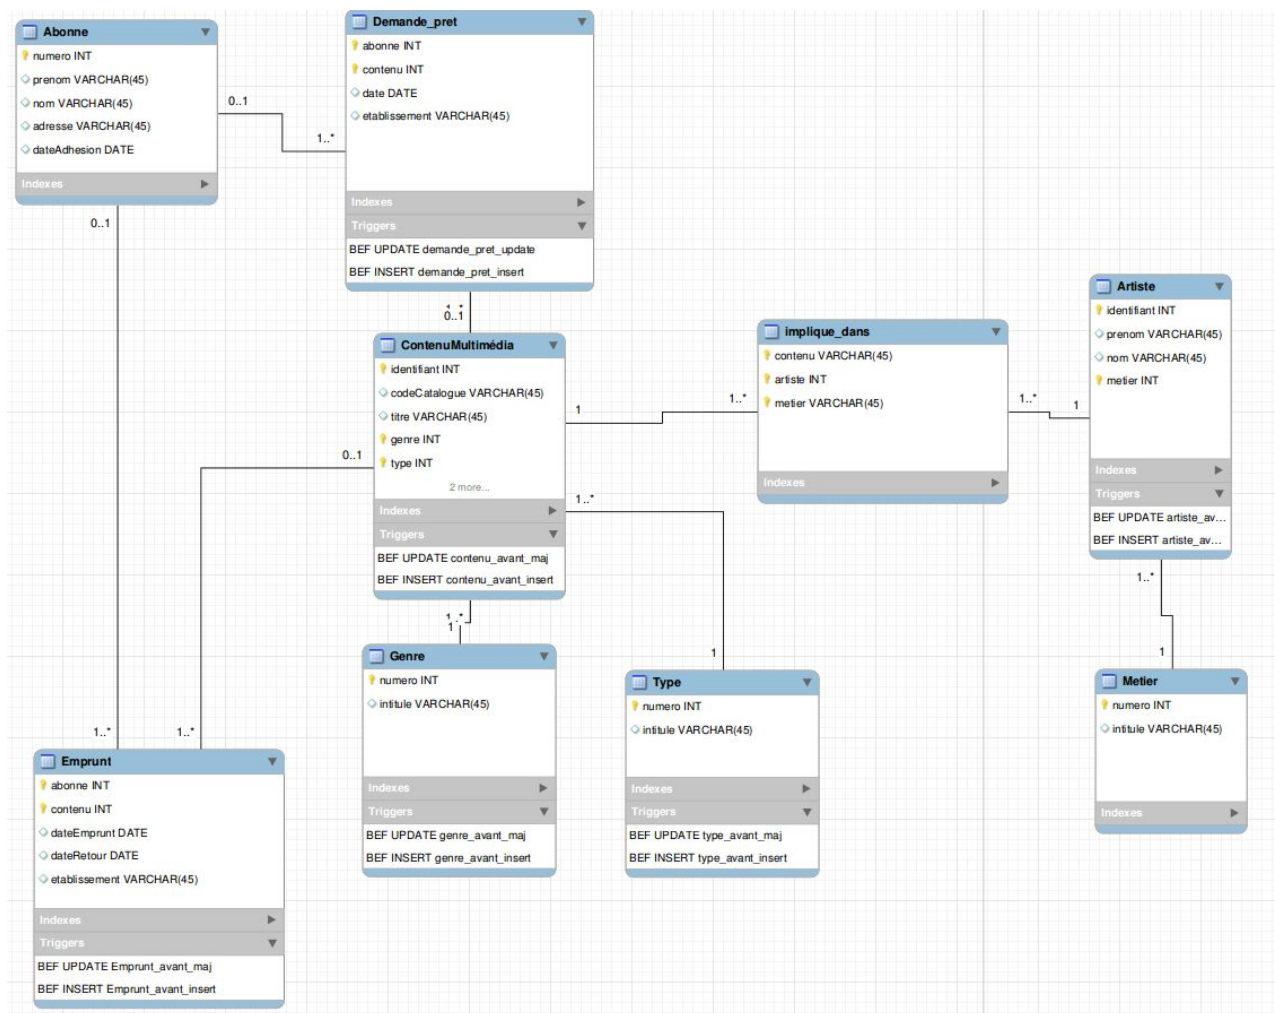 Abonne
numero INT
prenom VARCHAR(45)
nom VARCHAR(45)
adresse VARCHAR(45)
dateAdhesion DATE
Indexes
0..1
1..*
0..1
Demande_pret
abonne INT
contenu INT
date DATE
etablissement VARCHAR(45)
Indexes
Triggers
BEF UPDATE demande_pret_update
BEF INSERT demande_pret_insert
0..1
ContenuMultimédia
identifiant INT
codeCatalogue VARCHAR(45)
titre VARCHAR(45)
genre INT
type INT
2 more...
Indexes
Triggers
BEF UPDATE contenu_avant_maj
BEF INSERT contenu_avant_insert
1
1..*
0..1
1..*
implique_dans
contenu VARCHAR(45)
artiste INT
metier VARCHAR(45)
Indexes
1..*
1
Artiste
identifiant INT
prenom VARCHAR(45)
nom VARCHAR(45)
metier INT
Indexes
Triggers
BEF UPDATE artiste_av...
BEF INSERT artiste_av...
1..*
1
1..*
1
Genre
numero INT
intitule VARCHAR(45)
Indexes
Triggers
BEF UPDATE genre_avant_maj
BEF INSERT genre_avant_insert
1
Type
numero INT
intitule VARCHAR(45)
Indexes
Triggers
BEF UPDATE type_avant_maj
BEF INSERT type_avant_insert
Metier
numero INT
intitule VARCHAR(45)
Indexes
1..*
1..*
Emprunt
abonne INT
contenu INT
dateEmprunt DATE
dateRetour DATE
etablissement VARCHAR(45)
Indexes
Triggers
BEF UPDATE Emprunt_avant_maj
BEF INSERT Emprunt_avant_insert